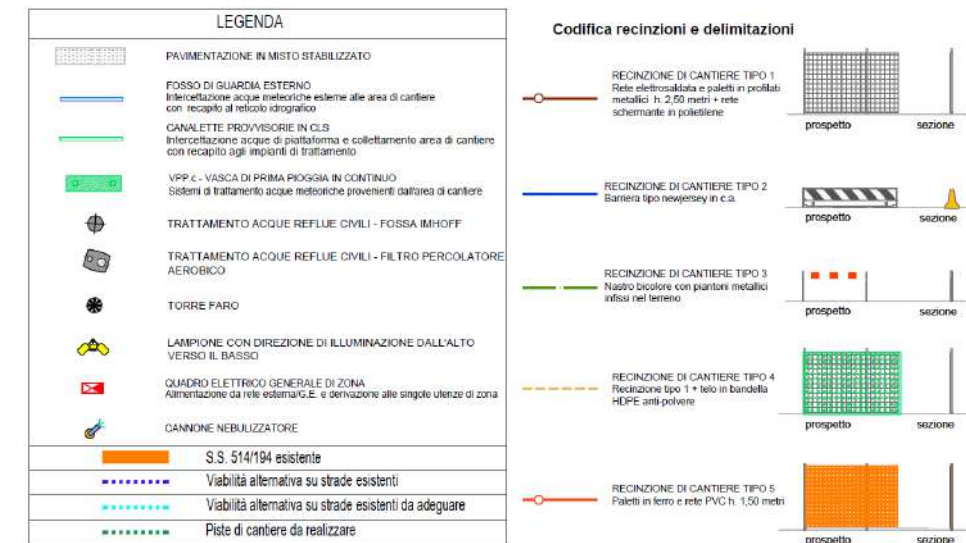 LEGENDA
PAVIMENTAZIONE IN MISTO STABILIZZATO
FOSSO DI GUARDIA ESTERNO
Intercettazione acque meteoriche esterne alle area di cantiere
con recapito al reticolo idrografico
CANALETTE PROVVISORIE IN CLS
Intercettazione acque di piattaforma e collettamento area di cantiere
con recapito agli impianti di trattamento
VPP.c - VASCA DI PRIMA PIOGGIA IN CONTINUO
Sistemi di trattamento acque meteoriche provenienti dall'area di cantiere
TRATTAMENTO ACQUE REFLUE CIVILI - FOSSA IMHOFF
TRATTAMENTO ACQUE REFLUE CIVILI - FILTRO PERCOLATORE
AEROBICO
TORRE FARO
LAMPIONE CON DIREZIONE DI ILLUMINAZIONE DALL'ALTO
VERSO IL BASSO
QUADRO ELETTRICO GENERALE DI ZONA
Alimentazione da rete esterna/G.E. e derivazione alle singole utenze di zona
CANNONE NEBULIZZATORE
S.S. 514/194 esistente
Viabilità alternativa su strade esistenti
Viabilità alternativa su strade esistenti da adeguare
Piste di cantiere da realizzare
Codifica recinzioni e delimitazioni
RECINZIONE DI CANTIERE TIPO 1
Rete elettrosaldata e paletti in profilati
metallici h. 2,50 metri + rete
schermante in polietilene
prospetto sezione
RECINZIONE DI CANTIERE TIPO 2
Barriera tipo newjersey in c.a.
prospetto sezione
RECINZIONE DI CANTIERE TIPO 3
Nastro bicolore con piantoni metallici
infissi nel terreno
prospetto sezione
RECINZIONE DI CANTIERE TIPO 4
Recinzione tipo 1 + telo in bandella
HDPE anti-polvere
prospetto sezione
RECINZIONE DI CANTIERE TIPO 5
Paletti in ferro e rete PVC h. 1,50 metri
prospetto sezione